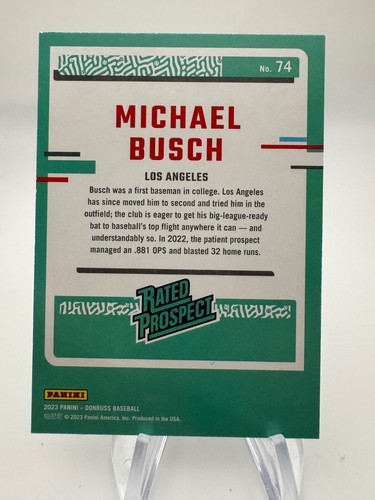 No. 74
MICHAEL
BUSCH
LOS ANGELES
Busch was a first baseman in college. Los Angeles
has since moved him to second and tried him in the
outfield; the club is eager to get his big-league-ready
bat to baseball's top flight anywhere it can — and
understandably so. In 2022, the patient prospect
managed an .881 OPS and blasted 32 home runs.
RATED
PROSPECT
PANINI
2023 PANINI - DONRUSS BASEBALL
© 2023 Panini America, Inc. Produced in the USA.